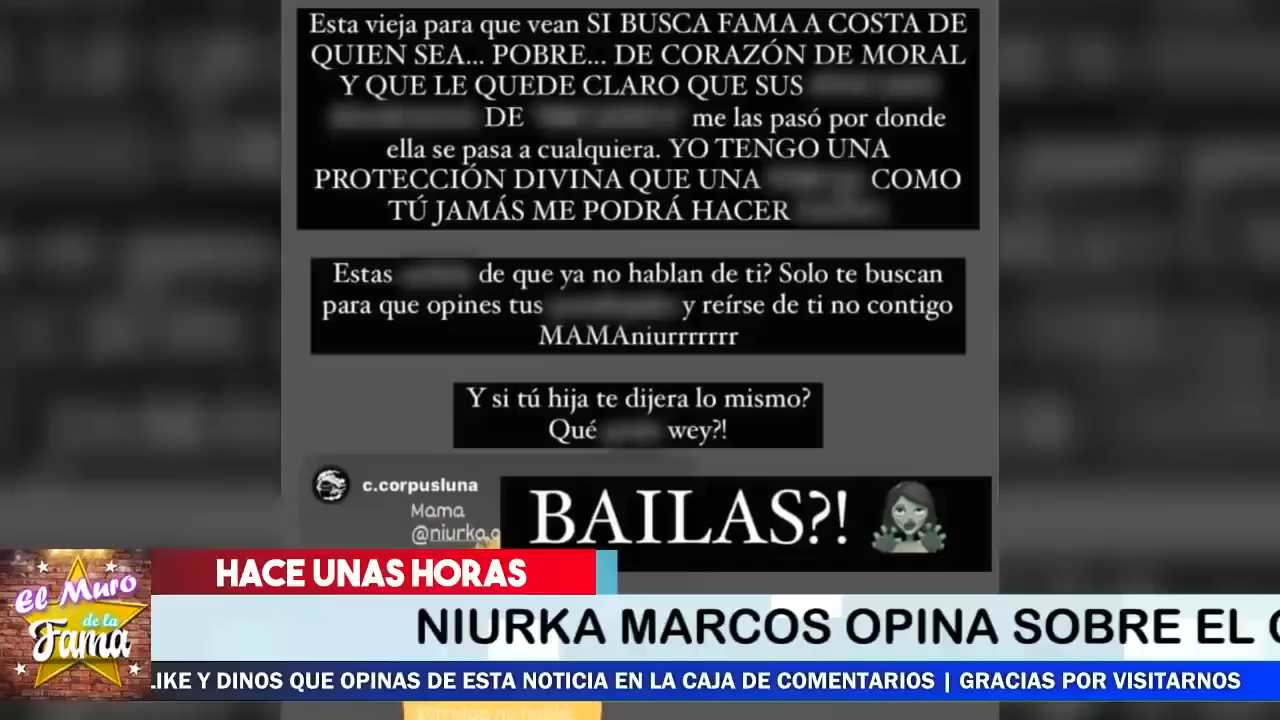 Esta vieja para que vean SI BUSCA FAMA A COSTA DE
QUIEN SEA... POBRE... DE CORAZÓN DE MORAL
Y QUE LE QUEDE CLARO QUE SUS
DE me las pasó por donde
ella se pasa a cualquiera. YO TENGO UNA
PROTECCIÓN DIVINA QUE UNA COMO
TÚ JAMÁS ME PODRÁ HACER
Estas de que ya no hablan de ti? Solo te buscan
para que opines tus y reírse de ti no contigo
MAMAniurrrrrrr
Y si tú hija te dijera lo mismo?
Qué wey?!
c.corpusluna
Mama
@niurka.
BAILAS?!
HACE UNAS HORAS
El Muro
de la
Fama
NIURKA MARCOS OPINA SOBRE EL
LIKE Y DINOS QUE OPINAS DE ESTA NOTICIA EN LA CAJA DE COMENTARIOS | GRACIAS POR VISITARNOS